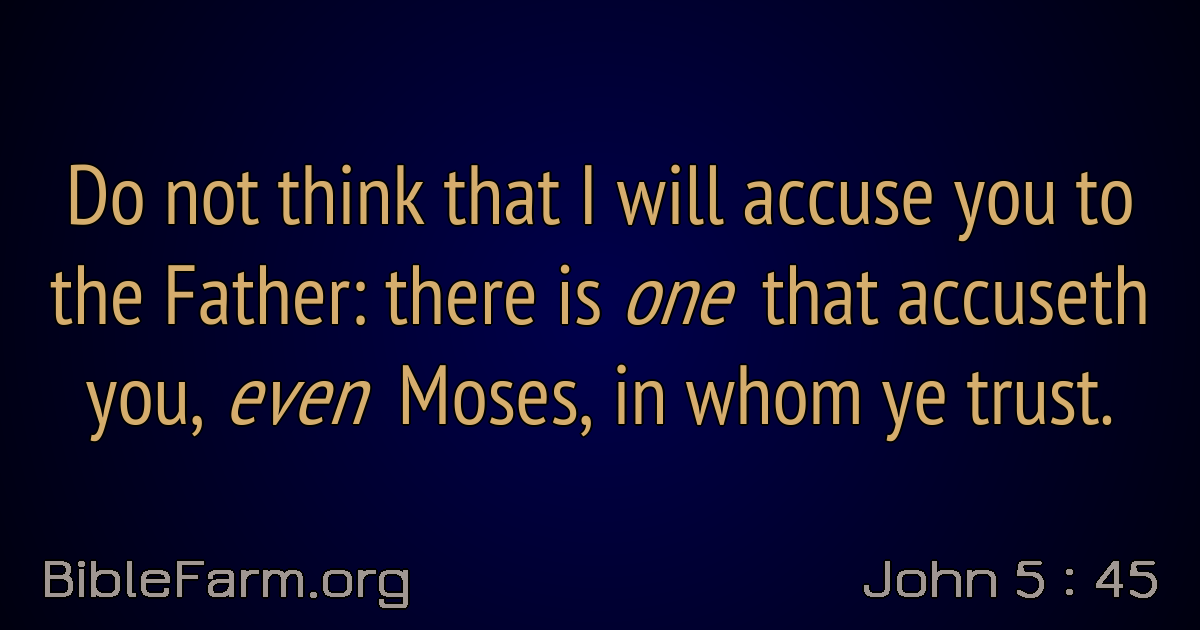 Do not think that I will accuse you to
the Father: there is one that accuseth
you, even Moses, in whom ye trust.
BibleFarm.org
John 5 : 45